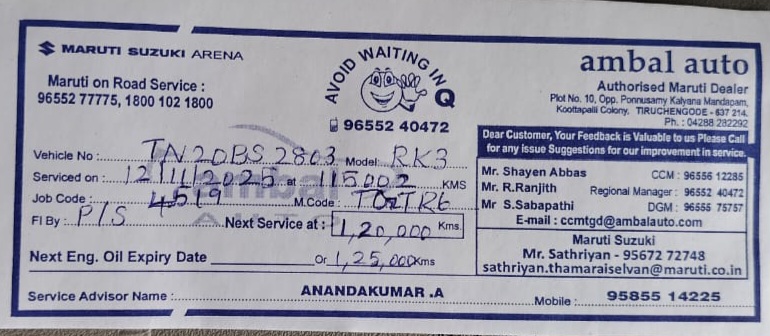 MARUTI SUZUKI ARENA
Maruti on Road Service :
96552 77775, 1800 102 1800
AVOID WAITING IN Q
96552 40472
ambal auto
Authorised Maruti Dealer
Plot No. 10, Opp. Ponnusamy Kalyana Mandapam,
Koottapalli Colony, TIRUCHENGODE - 637 214.
Ph. : 04288 282292
Dear Customer, Your Feedback is Valuable to us Please Call
for any issue Suggestions for our improvement in service.
Vehicle No : TN20BS2803 Model RK3
Serviced on : 12/11/2025 at 115002 KMS
Job Code : 4519 M.Code :
FI By : P/S Next Service at : 1,20,000 Kms.
Next Eng. Oil Expiry Date Or 1,25,000 Kms
Mr. Shayen Abbas CCM : 96556 12285
Mr. R.Ranjith Regional Manager : 96552 40472
Mr S.Sabapathi DGM : 96555 75757
E-mail : ccmtgd@ambalauto.com
Maruti Suzuki
Mr. Sathriyan - 95672 72748
sathriyan.thamaraiselvan@maruti.co.in
Service Advisor Name : ANANDAKUMAR .A Mobile : 95855 14225